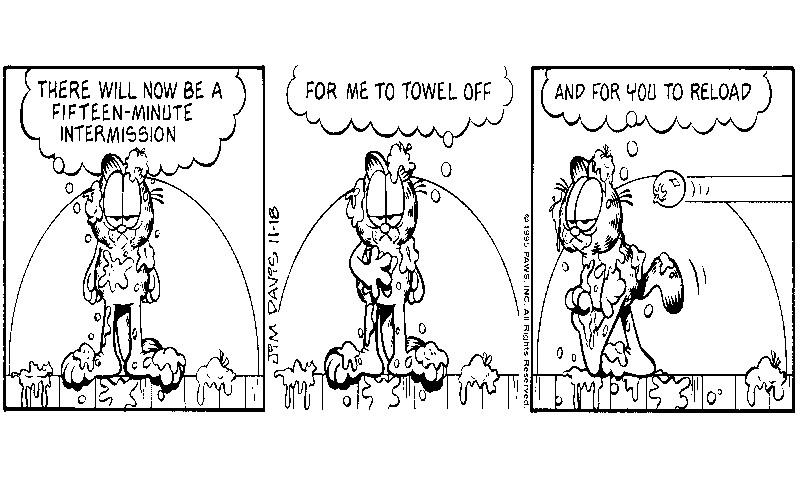 THERE WILL NOW BE A
FIFTEEN-MINUTE
INTERMISSION
JIM DAVIS 11-18
FOR ME TO TOWEL OFF
© 1995 PAWS, INC. All Rights Reserved.
AND FOR YOU TO RELOAD